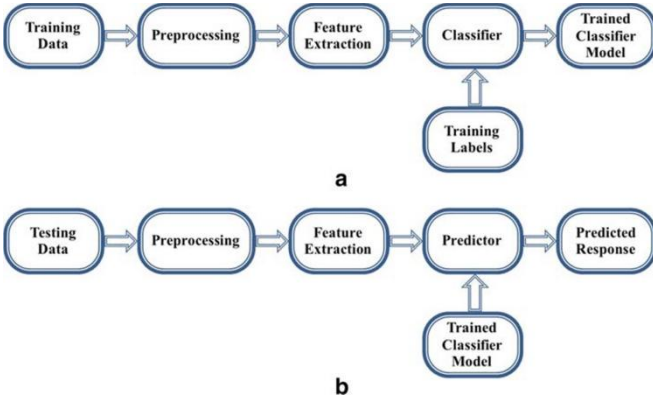 Training
Data
Preprocessing
Feature
Extraction
Classifier
Trained
Classifier
Model
Training
Labels
a
Testing
Data
Preprocessing
Feature
Extraction
Predictor
Predicted
Response
Trained
Classifier
Model
b